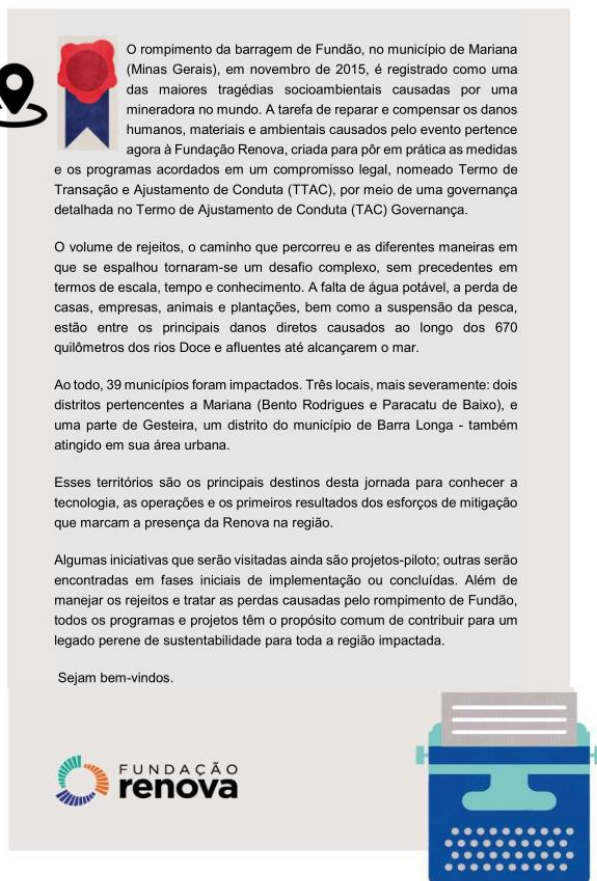 O rompimento da barragem de Fundão, no município de Mariana
(Minas Gerais), em novembro de 2015, é registrado como uma
das maiores tragédias socioambientais causadas por uma
mineradora no mundo. A tarefa de reparar e compensar os danos
humanos, materiais e ambientais causados pelo evento pertence
agora à Fundação Renova, criada para pôr em prática as medidas
e os programas acordados em um compromisso legal, nomeado Termo de
Transação e Ajustamento de Conduta (TTAC), por meio de uma governança
detalhada no Termo de Ajustamento de Conduta (TAC) Governança.
O volume de rejeitos, o caminho que percorreu e as diferentes maneiras em
que se espalhou tornaram-se um desafio complexo, sem precedentes em
termos de escala, tempo e conhecimento. A falta de água potável, a perda de
casas, empresas, animais e plantações, bem como a suspensão da pesca,
estão entre os principais danos diretos causados ao longo dos 670
quilômetros dos rios Doce e afluentes até alcançarem o mar.
Ao todo, 39 municípios foram impactados. Três locais, mais severamente: dois
distritos pertencentes a Mariana (Bento Rodrigues e Paracatu de Baixo), e
uma parte de Gesteira, um distrito do município de Barra Longa - também
atingido em sua área urbana.
Esses territórios são os principais destinos desta jornada para conhecer a
tecnologia, as operações e os primeiros resultados dos esforços de mitigação
que marcam a presença da Renova na região.
Algumas iniciativas que serão visitadas ainda são projetos-piloto; outras serão
encontradas em fases iniciais de implementação ou concluídas. Além de
manejar os rejeitos e tratar as perdas causadas pelo rompimento de Fundão,
todos os programas e projetos têm o propósito comum de contribuir para um
legado perene de sustentabilidade para toda a região impactada.
Sejam bem-vindos.
FUNDAÇÃO
renova